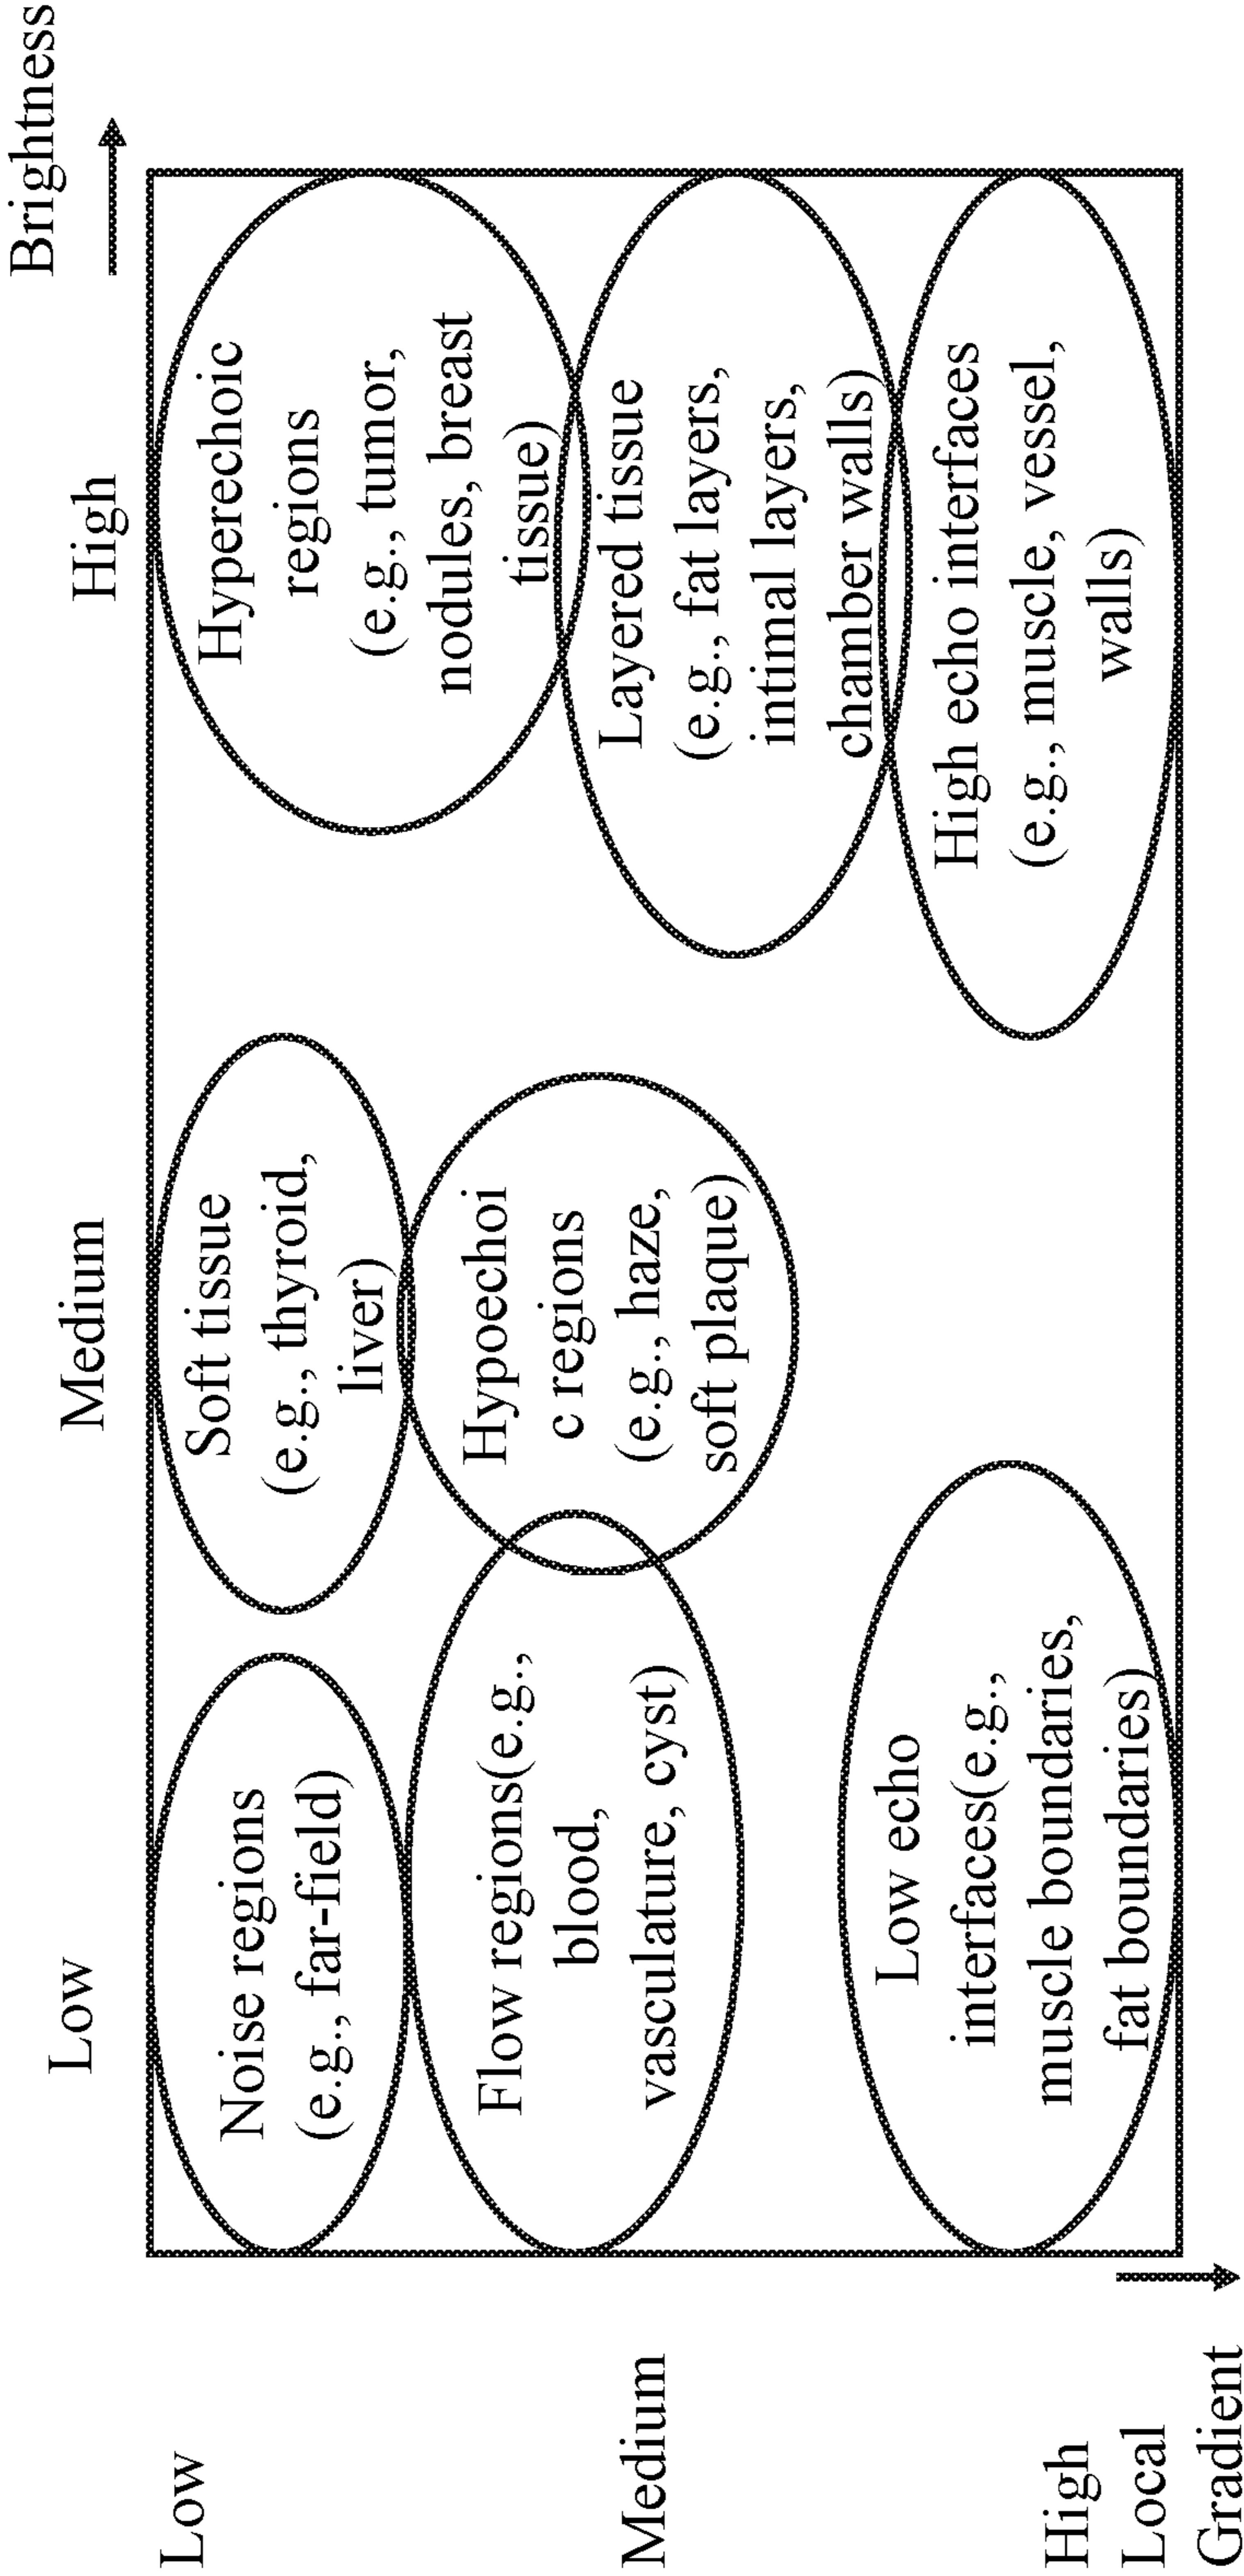 Brightness
Low
Medium
High
Low
Medium
High
Local
Gradient
Noise regions
(e.g., far-field)
Soft tissue
(e.g., thyroid,
liver)
Hyperechoic
regions
(e.g., tumor,
nodules, breast
tissue)
Flow regions(e.g.,
blood,
vasculature, cyst)
Hypoechoi
c regions
(e.g., haze,
soft plaque)
Layered tissue
(e.g., fat layers,
intimal layers,
chamber walls)
Low echo
interfaces(e.g.,
muscle boundaries,
fat boundaries)
High echo interfaces
(e.g., muscle, vessel,
walls)